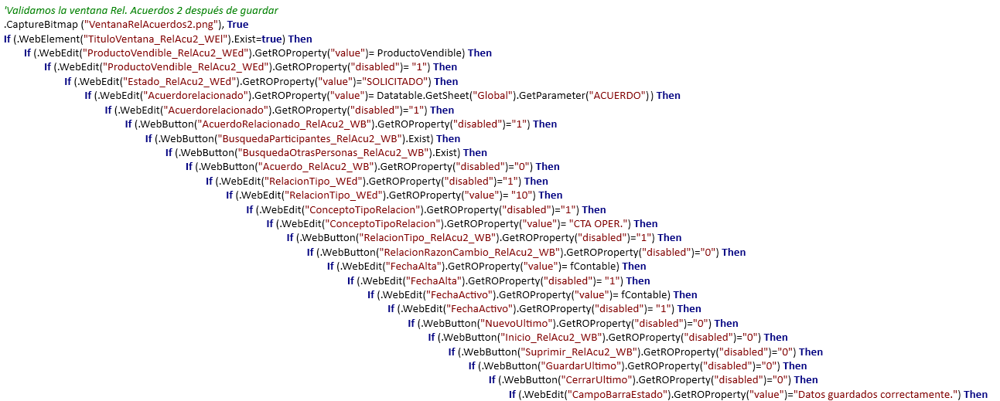 'Validamos la ventana Rel. Acuerdos 2 después de guardar
.CaptureBitmap ("VentanaRelAcuerdos2.png"), True
If (.WebElement("TituloVentana_RelAcu2_WEl").Exist=true) Then
If (.WebEdit("ProductoVendible_RelAcu2_WEd").GetROProperty("value")= ProductoVendible) Then
If (.WebEdit("ProductoVendible_RelAcu2_WEd").GetROProperty("disabled")= "1") Then
If (.WebEdit("Estado_RelAcu2_WEd").GetROProperty("value")="SOLICITADO") Then
If (.WebEdit("Acuerdorelacionado").GetROProperty("value")= Datatable.GetSheet("Global").GetParameter("ACUERDO")) Then
If (.WebEdit("Acuerdorelacionado").GetROProperty("disabled")="1") Then
If (.WebButton("AcuerdoRelacionado_RelAcu2_WB").GetROProperty("disabled")="1") Then
If (.WebButton("BusquedaParticipantes_RelAcu2_WB").Exist) Then
If (.WebButton("BusquedaOtrasPersonas_RelAcu2_WB").Exist) Then
If (.WebButton("Acuerdo_RelAcu2_WB").GetROProperty("disabled")="0") Then
If (.WebEdit("RelacionTipo_WEd").GetROProperty("disabled")="1") Then
If (.WebEdit("RelacionTipo_WEd").GetROProperty("value")= "10") Then
If (.WebEdit("ConceptoTipoRelacion").GetROProperty("disabled")="1") Then
If (.WebEdit("ConceptoTipoRelacion").GetROProperty("value")= "CTA OPER.") Then
If (.WebButton("RelacionTipo_RelAcu2_WB").GetROProperty("disabled")="1") Then
If (.WebButton("RelacionRazonCambio_RelAcu2_WB").GetROProperty("disabled")="0") Then
If (.WebEdit("FechaAlta").GetROProperty("value")= fContable) Then
If (.WebEdit("FechaAlta").GetROProperty("disabled")= "1") Then
If (.WebEdit("FechaActivo").GetROProperty("value")= fContable) Then
If (.WebEdit("FechaActivo").GetROProperty("disabled")= "1") Then
If (.WebButton("NuevoUltimo").GetROProperty("disabled")="0") Then
If (.WebButton("Inicio_RelAcu2_WB").GetROProperty("disabled")="0") Then
If (.WebButton("Suprimir_RelAcu2_WB").GetROProperty("disabled")="0") Then
If (.WebButton("GuardarUltimo").GetROProperty("disabled")="0") Then
If (.WebButton("CerrarUltimo").GetROProperty("disabled")="0") Then
If (.WebEdit("CampoBarraEstado").GetROProperty("value")="Datos guardados correctamente.") Then